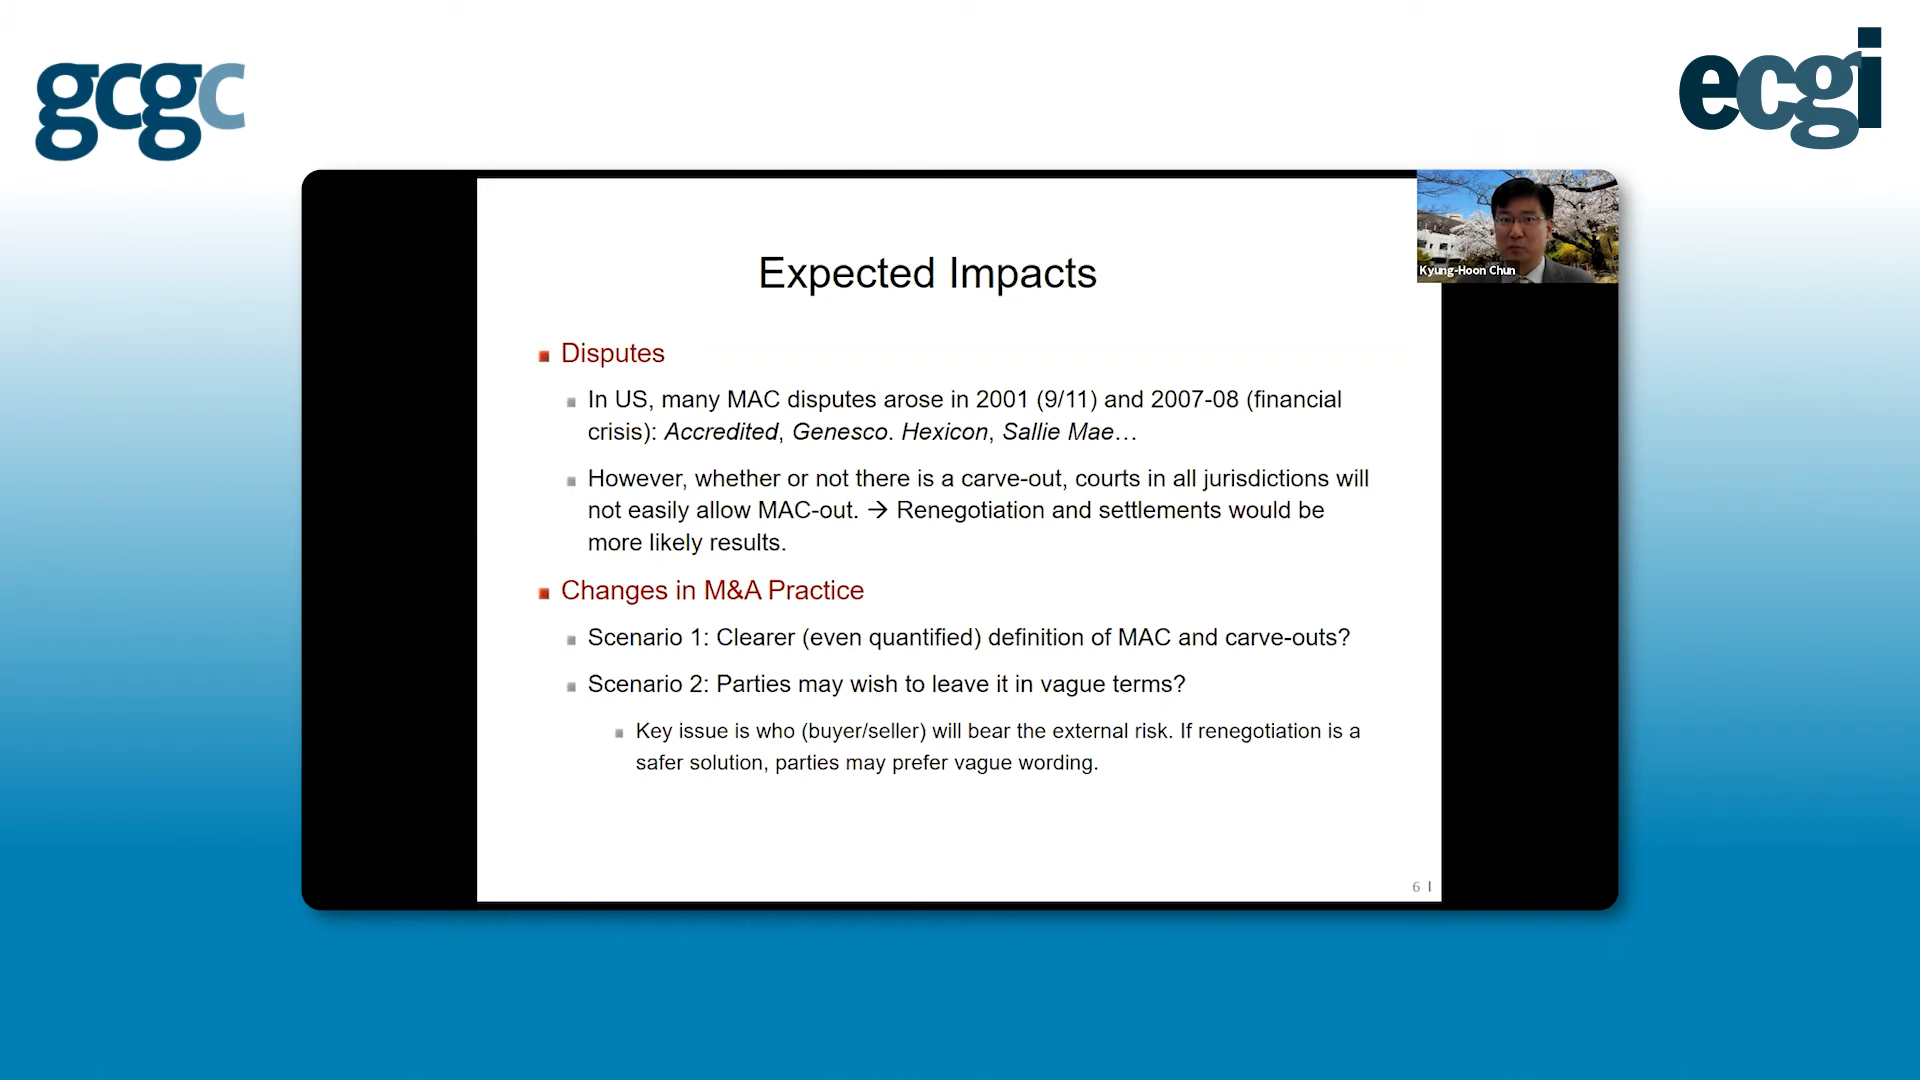 gcgc
ecgi
Kyung-Hoon Chun
Expected Impacts
Disputes
In US, many MAC disputes arose in 2001 (9/11) and 2007-08 (financial
crisis): Accredited, Genesco. Hexicon, Sallie Mae…
However, whether or not there is a carve-out, courts in all jurisdictions will
not easily allow MAC-out. → Renegotiation and settlements would be
more likely results.
Changes in M&A Practice
Scenario 1: Clearer (even quantified) definition of MAC and carve-outs?
Scenario 2: Parties may wish to leave it in vague terms?
Key issue is who (buyer/seller) will bear the external risk. If renegotiation is a
safer solution, parties may prefer vague wording.
6 l